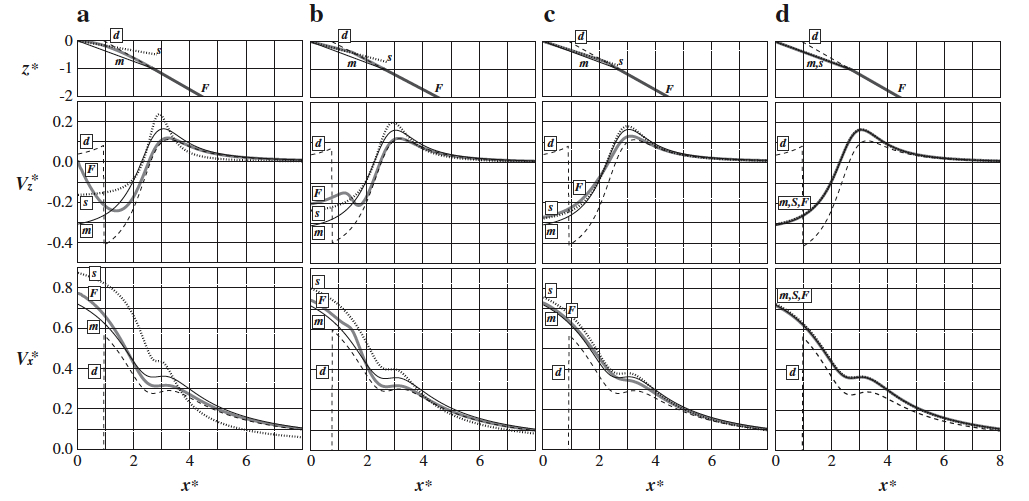 a b c d
d d d d
0
s s s
z*
m m m m,s
-1
F F F F
-2
0.2
d d d d
0.0
F F F
Vz*
s s s m,S,F
-0.2
m m m
-0.4
s s s m,S,F
0.8
F F F
m m m
0.6
Vx*
0.4
d d d d
0.2
0.0
0 2 4 6 0 2 4 6 0 2 4 6 0 2 4 6 8
x* x* x* x*